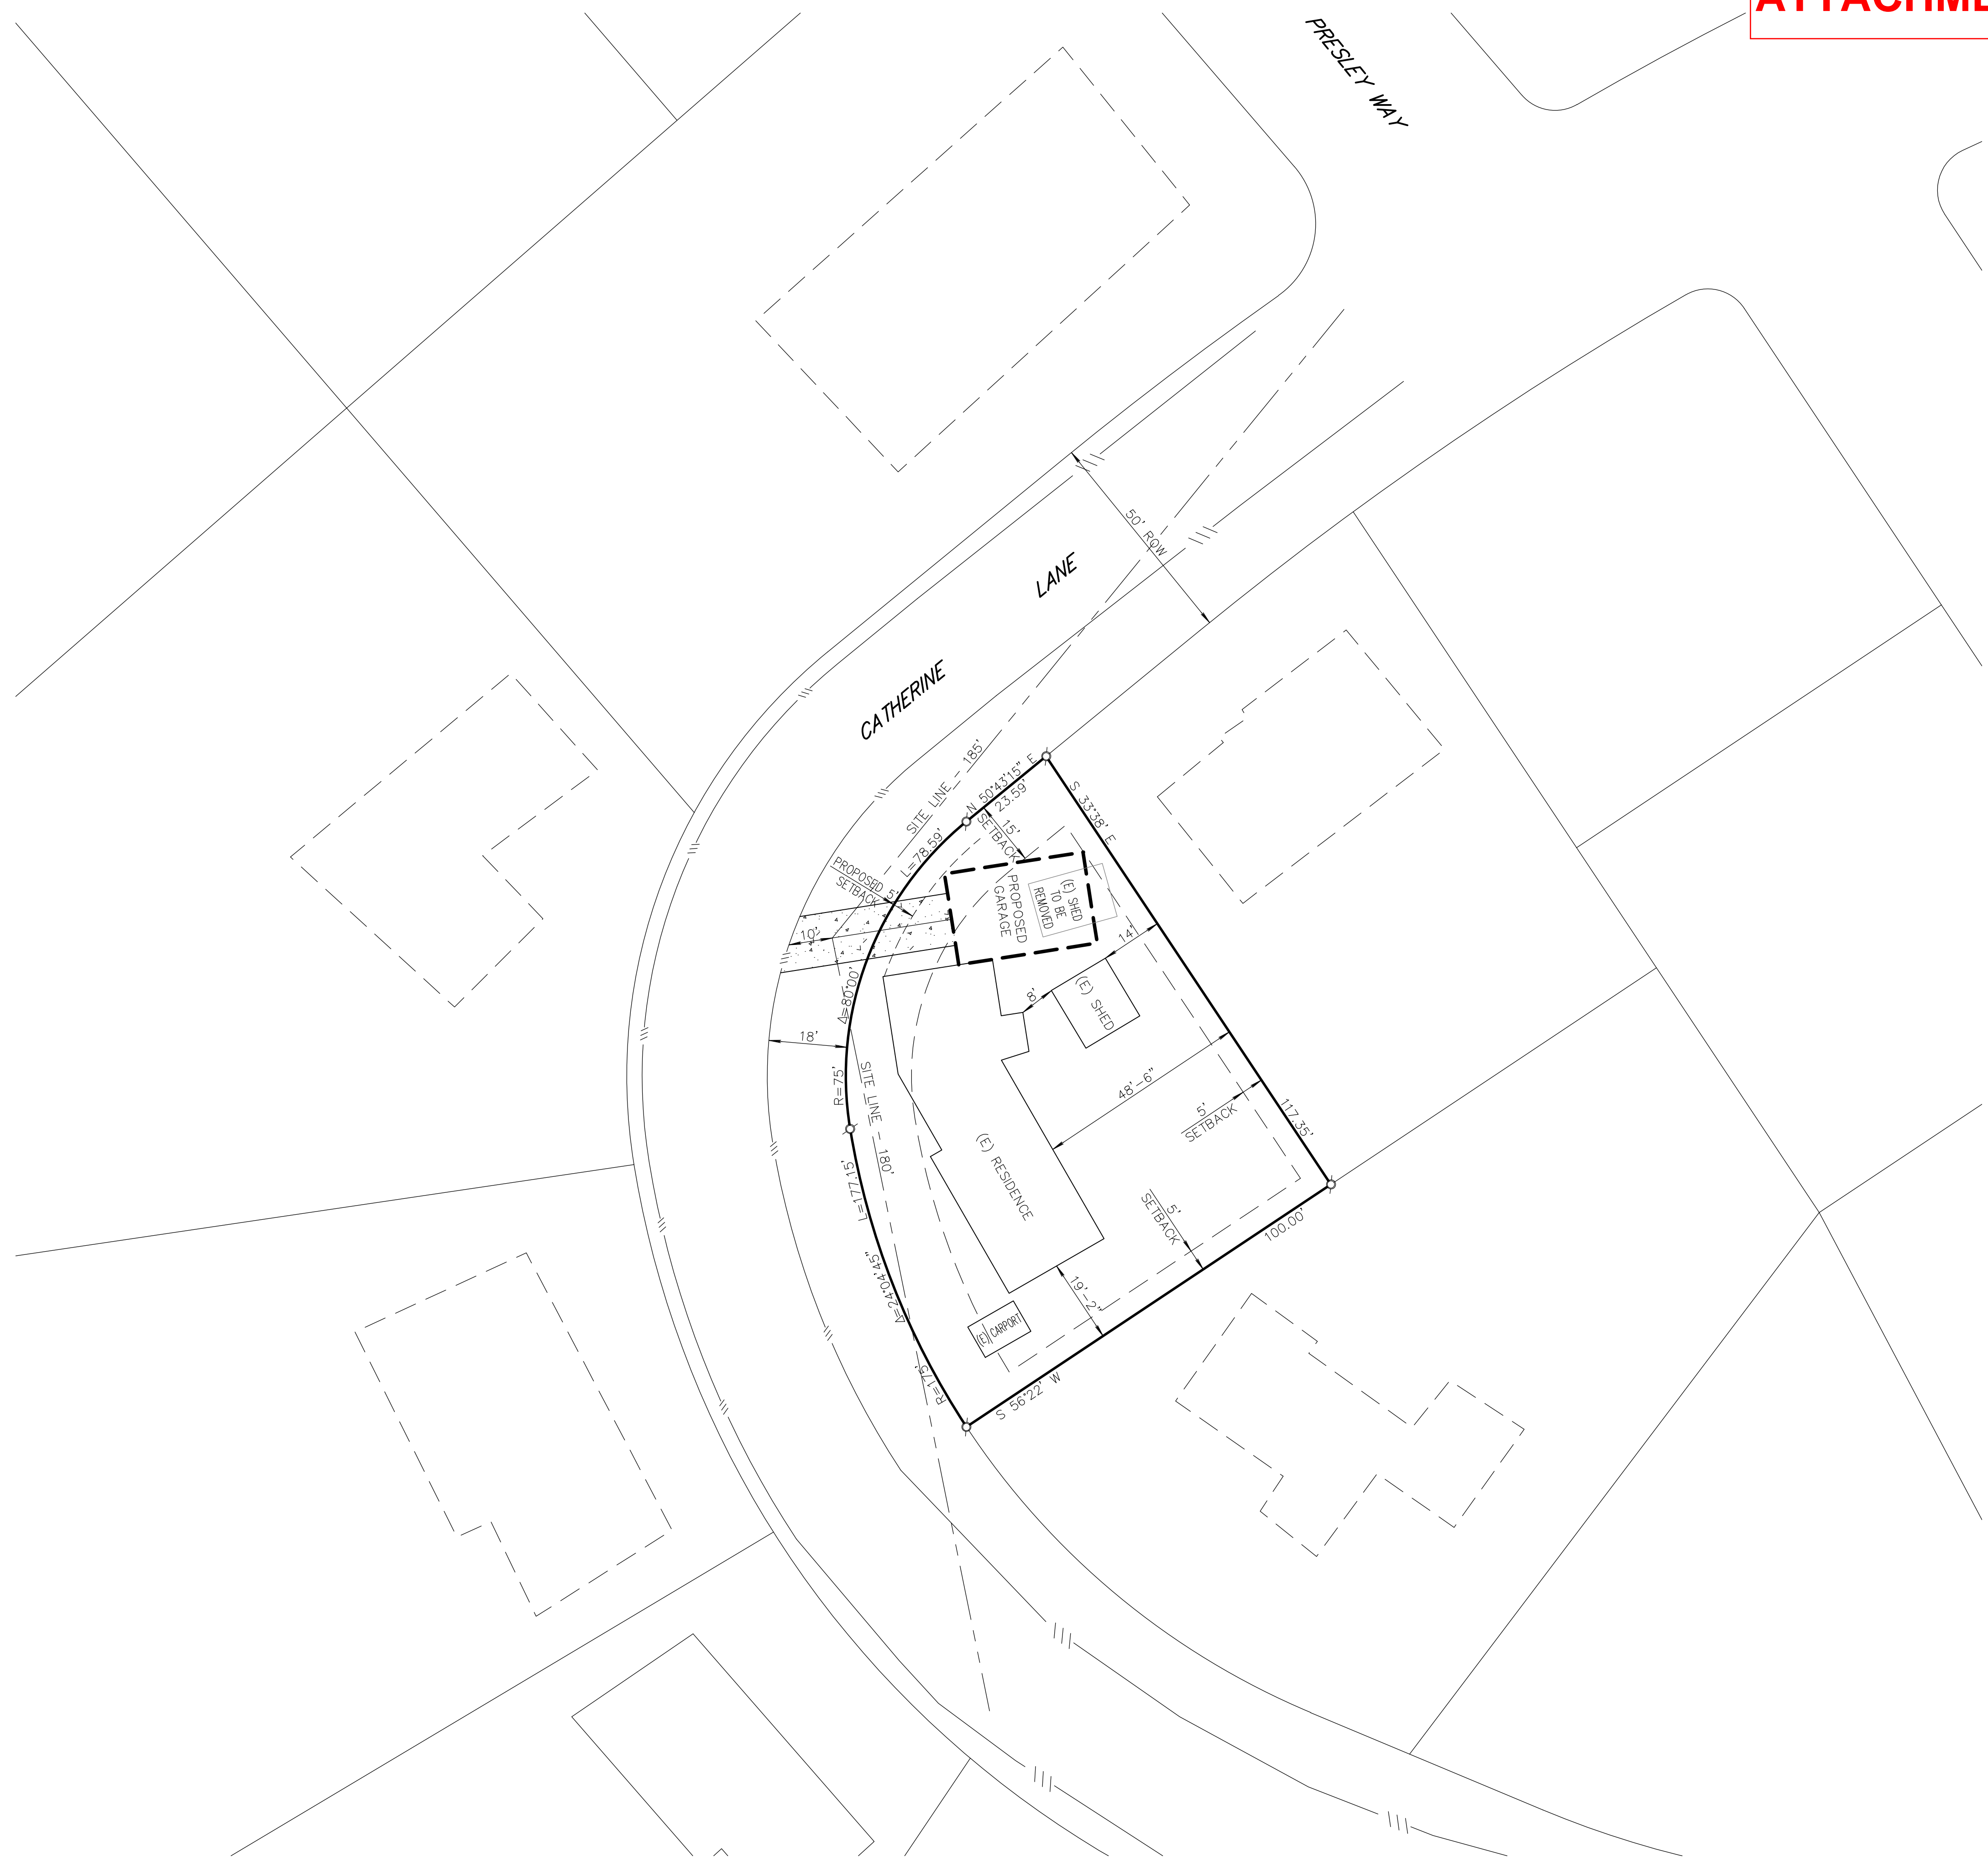 PRESLEY WAY
50' ROW
LANE
CATHERINE
SITE LINE - 185'
N 50°43'15" E
23.59'
S 33°38' E
15'
SETBACK
L=78.59'
PROPOSED 5'
SETBACK
PROPOSED
GARAGE
(E) SHED
TO BE
REMOVED
10'
14'
8'
(E) SHED
Δ=80°00'
18'
R=75'
SITE LINE - 180'
48'-6"
5'
SETBACK
117.35'
(E) RESIDENCE
L=177.15'
5'
SETBACK
100.00'
Δ=24°04'45"
19'-2"
(E) CARPORT
R=175'
S 56°22' W